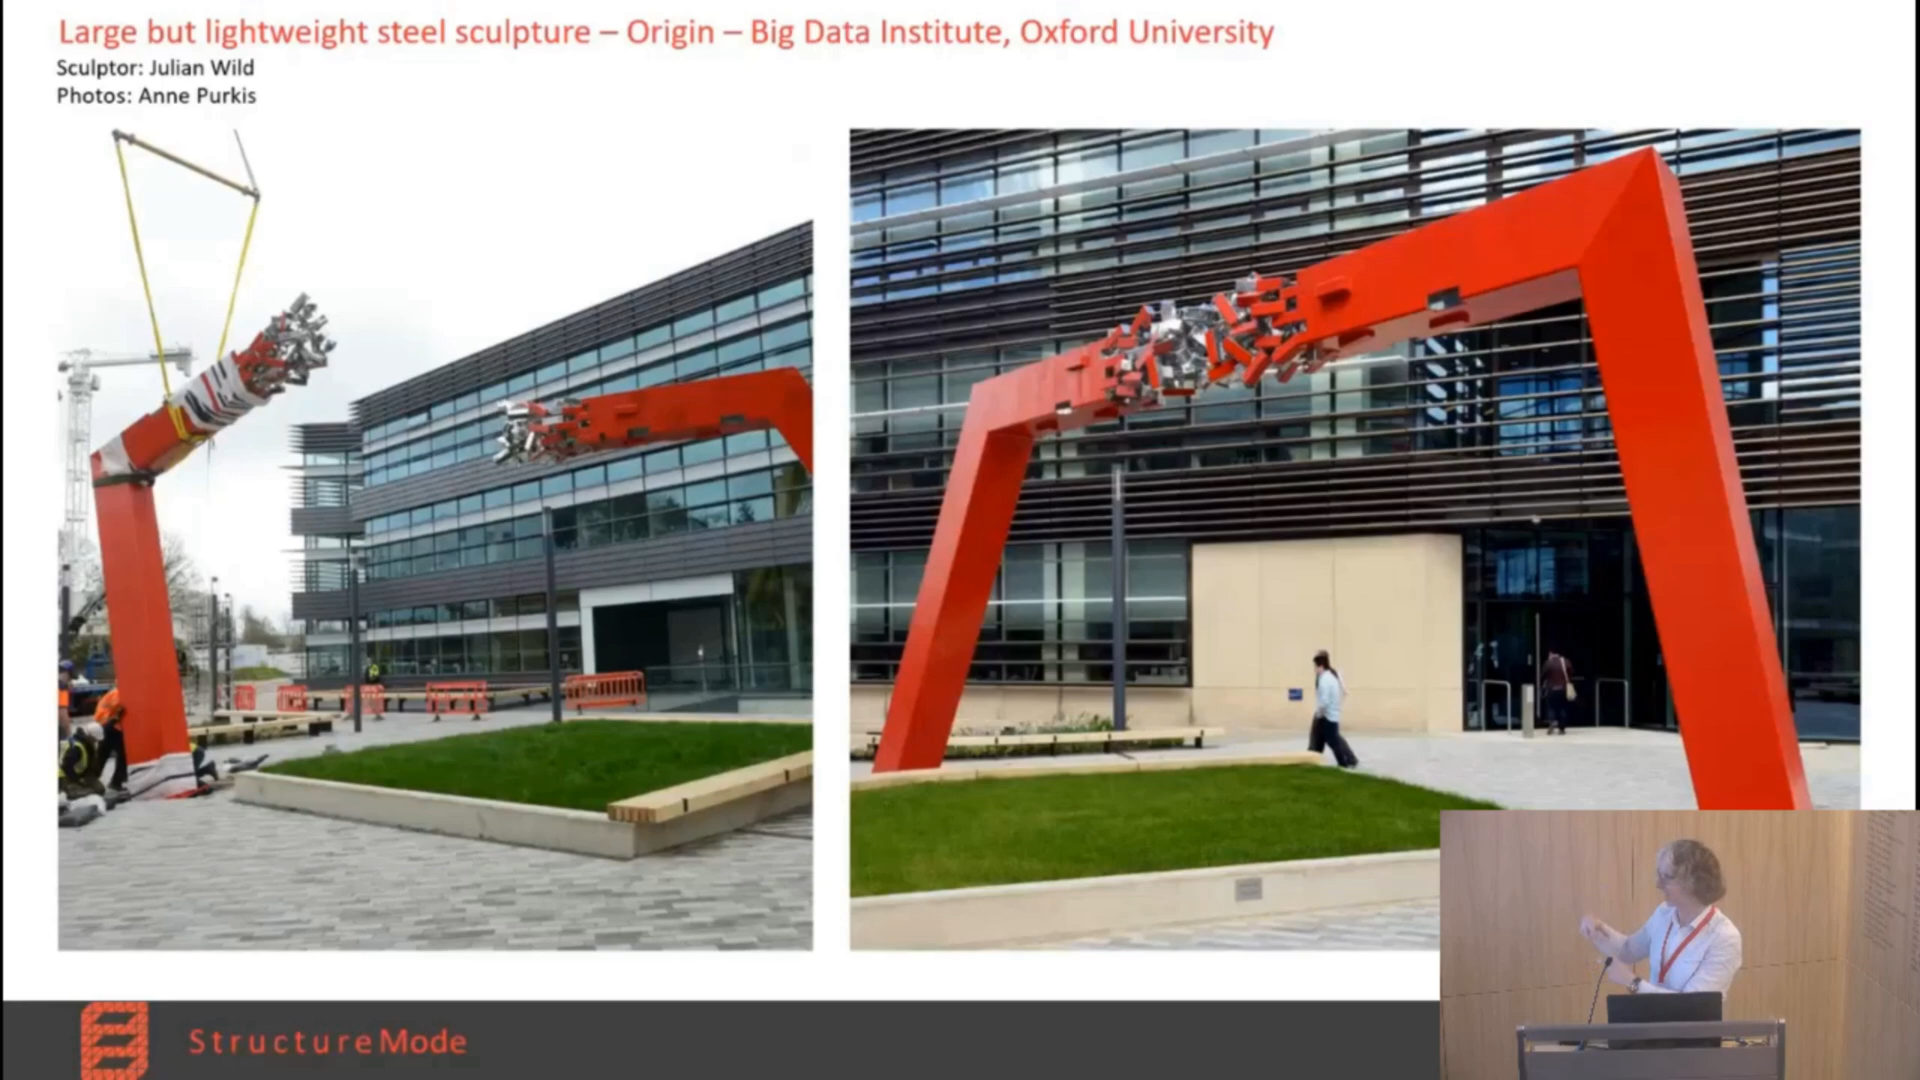 Large but lightweight steel sculpture – Origin – Big Data Institute, Oxford University
Sculptor: Julian Wild
Photos: Anne Purkis
StructureMode